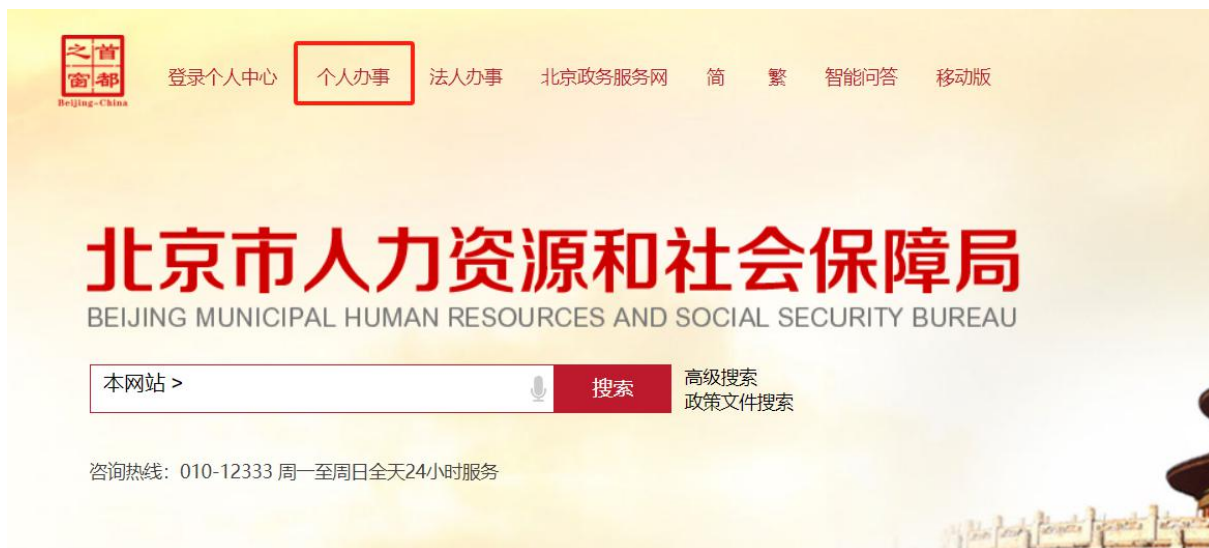 首都之窗
Beijing-China
登录个人中心 个人办事 法人办事 北京政务服务网 简 繁 智能问答 移动版
北京市人力资源和社会保障局
BEIJING MUNICIPAL HUMAN RESOURCES AND SOCIAL SECURITY BUREAU
本网站 > 搜索 高级搜索
政策文件搜索
咨询热线：010-12333 周一至周日全天24小时服务